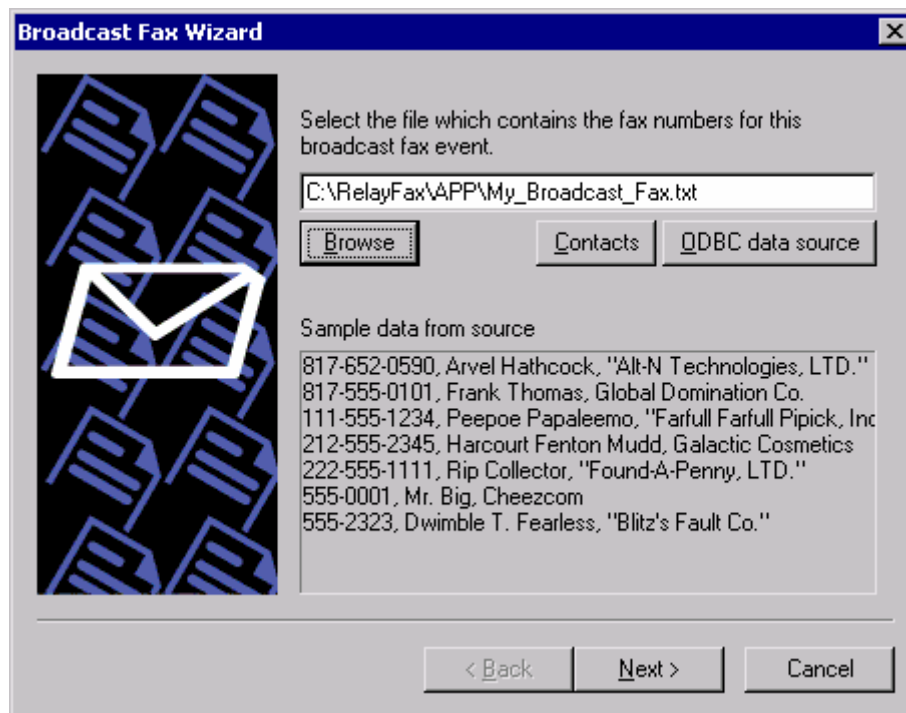 Broadcast Fax Wizard
Select the file which contains the fax numbers for this
broadcast fax event.
C:\RelayFax\APP\My_Broadcast_Fax.txt
Browse
Contacts
ODBC data source
Sample data from source
817-652-0590, Arvel Hathcock, "Alt-N Technologies, LTD."
817-555-0101, Frank Thomas, Global Domination Co.
111-555-1234, Peepoe Papaleemo, "Farfull Farfull Pipick, Inc
212-555-2345, Harcourt Fenton Mudd, Galactic Cosmetics
222-555-1111, Rip Collector, "Found-A-Penny, LTD."
555-0001, Mr. Big, Cheezcom
555-2323, Dwimble T. Fearless, "Blitz's Fault Co."
< Back
Next >
Cancel